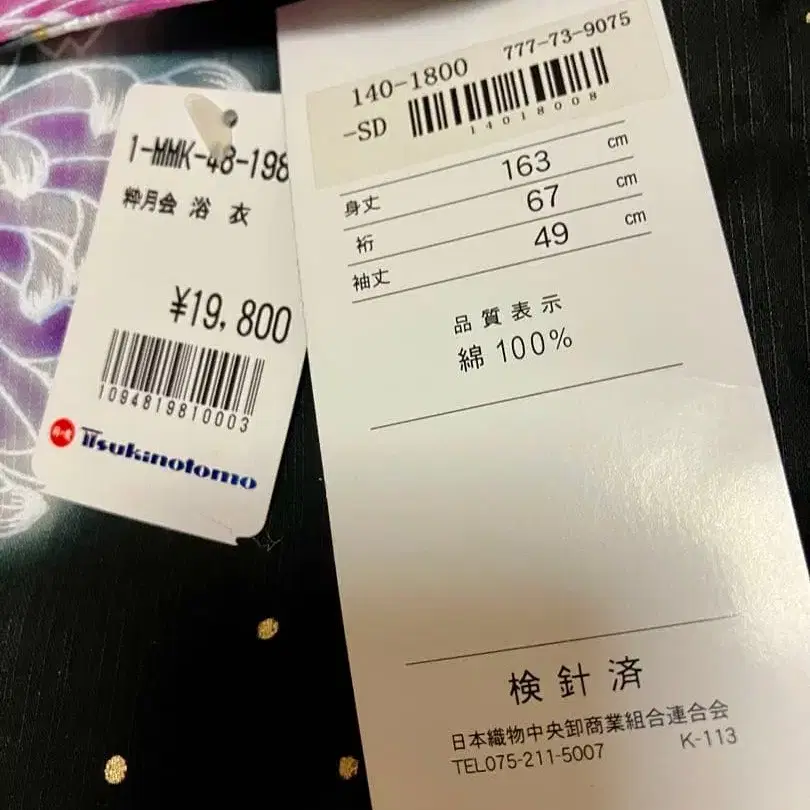 1-MMK-48-198
粋月会 浴 衣
¥19,800
1094819810003
Tsukinotomo
140-1800 777-73-9075
-SD
14018008
身丈 163 cm
裄 67 cm
袖丈 49 cm
品質表示
綿 100%
検針済
日本織物中央卸商業組合連合会
TEL075-211-5007 K-113